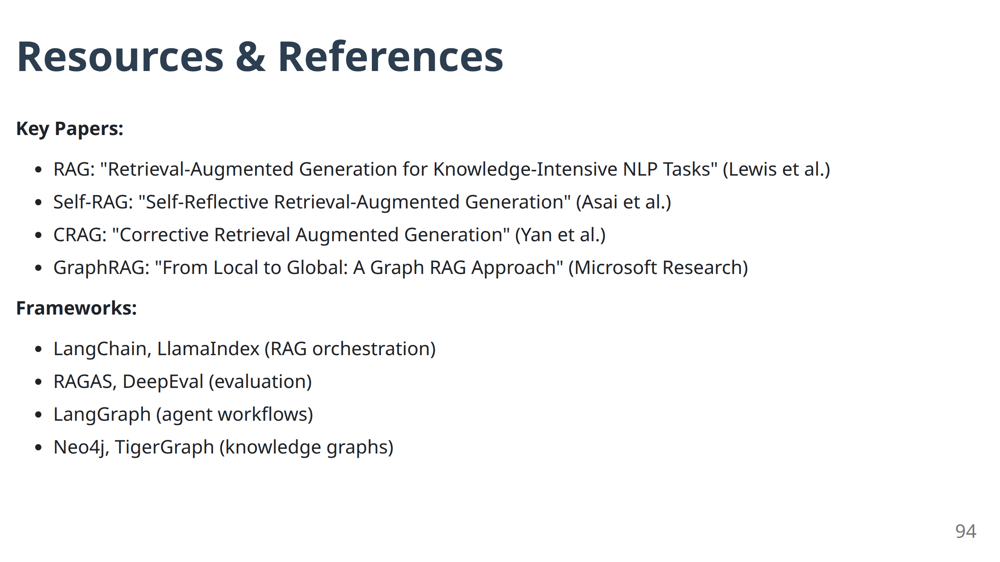 Resources & References
Key Papers:
• RAG: "Retrieval-Augmented Generation for Knowledge-Intensive NLP Tasks" (Lewis et al.)
• Self-RAG: "Self-Reflective Retrieval-Augmented Generation" (Asai et al.)
• CRAG: "Corrective Retrieval Augmented Generation" (Yan et al.)
• GraphRAG: "From Local to Global: A Graph RAG Approach" (Microsoft Research)
Frameworks:
• LangChain, LlamaIndex (RAG orchestration)
• RAGAS, DeepEval (evaluation)
• LangGraph (agent workflows)
• Neo4j, TigerGraph (knowledge graphs)
94